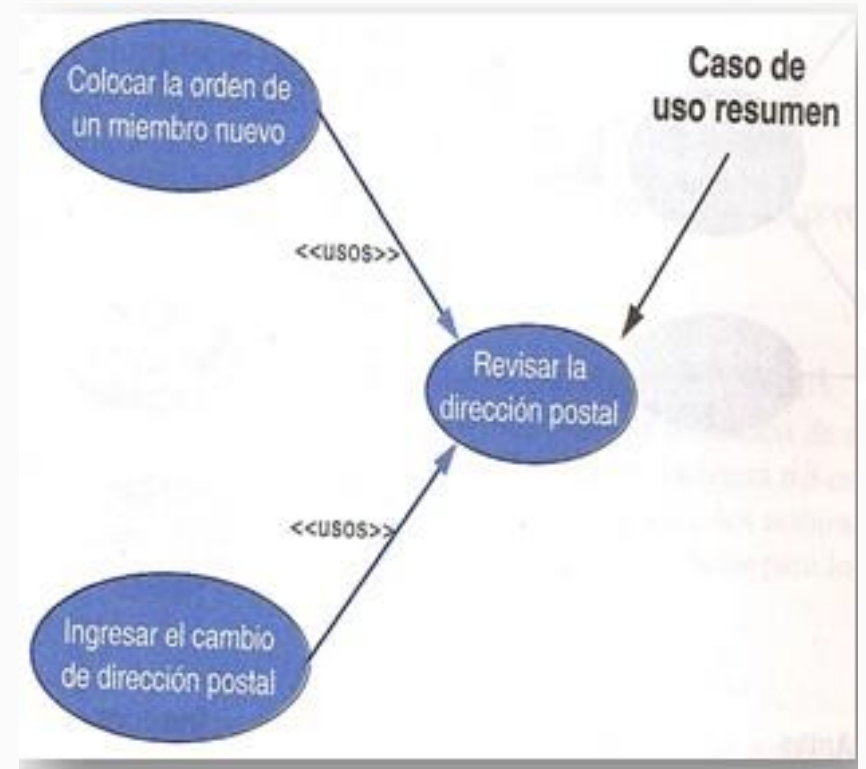 Colocar la orden de
un miembro nuevo
Caso de
uso resumen
<<usos>>
Revisar la
dirección postal
<<usos>>
Ingresar el cambio
de dirección postal